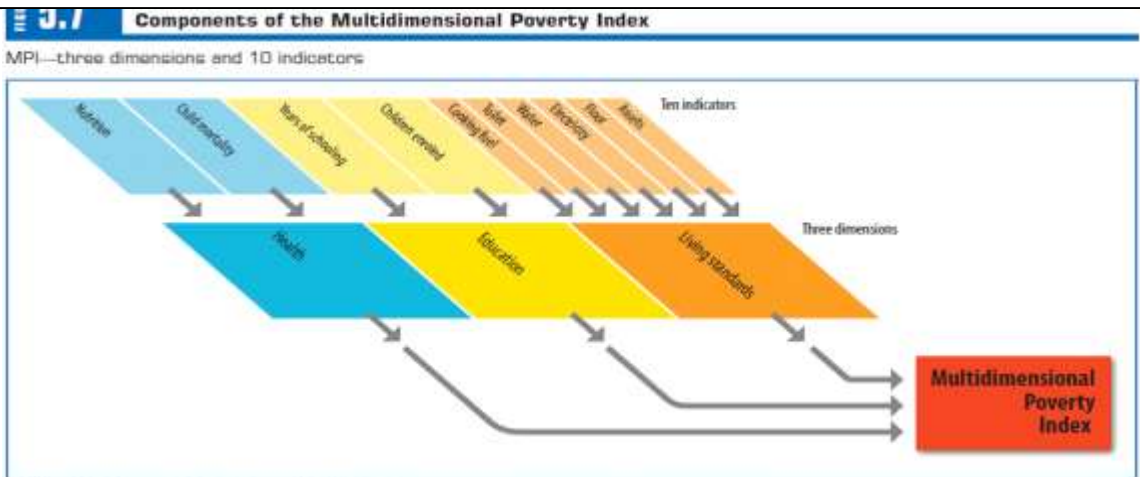 5.7 Components of the Multidimensional Poverty Index
MPI—three dimensions and 10 indicators
Nutrition
Child mortality
Years of schooling
Children enrolled
Cooking fuel
Toilet
Water
Electricity
Floor
Assets
Ten indicators
Health
Education
Living standards
Three dimensions
Multidimensional
Poverty
Index